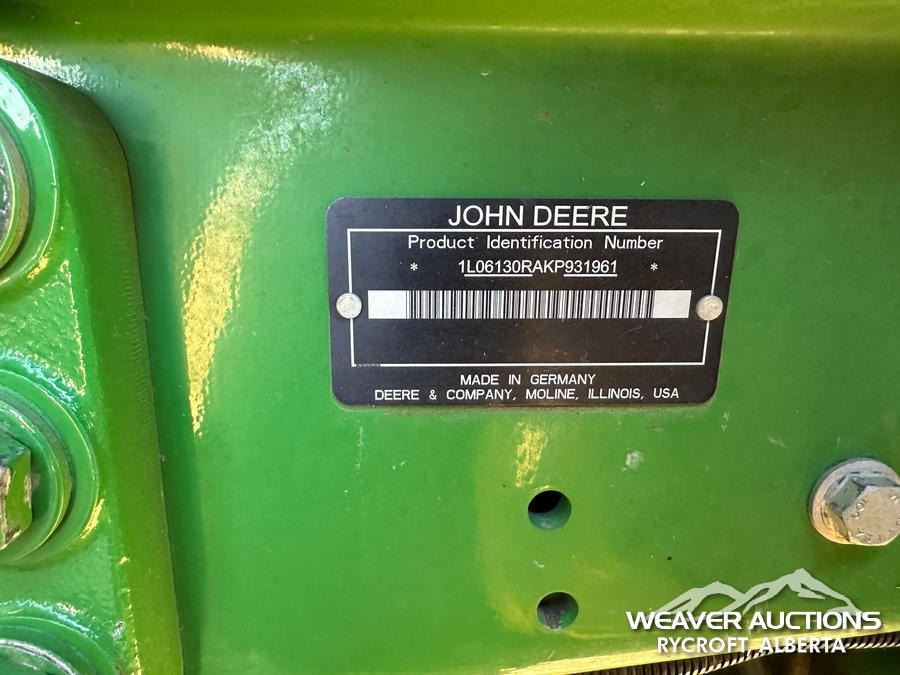 JOHN DEERE
Product Identification Number
* 1L06130RAKP931961 *
MADE IN GERMANY
DEERE & COMPANY, MOLINE, ILLINOIS, USA
WEAVER AUCTIONS
RYCROFT, ALBERTA